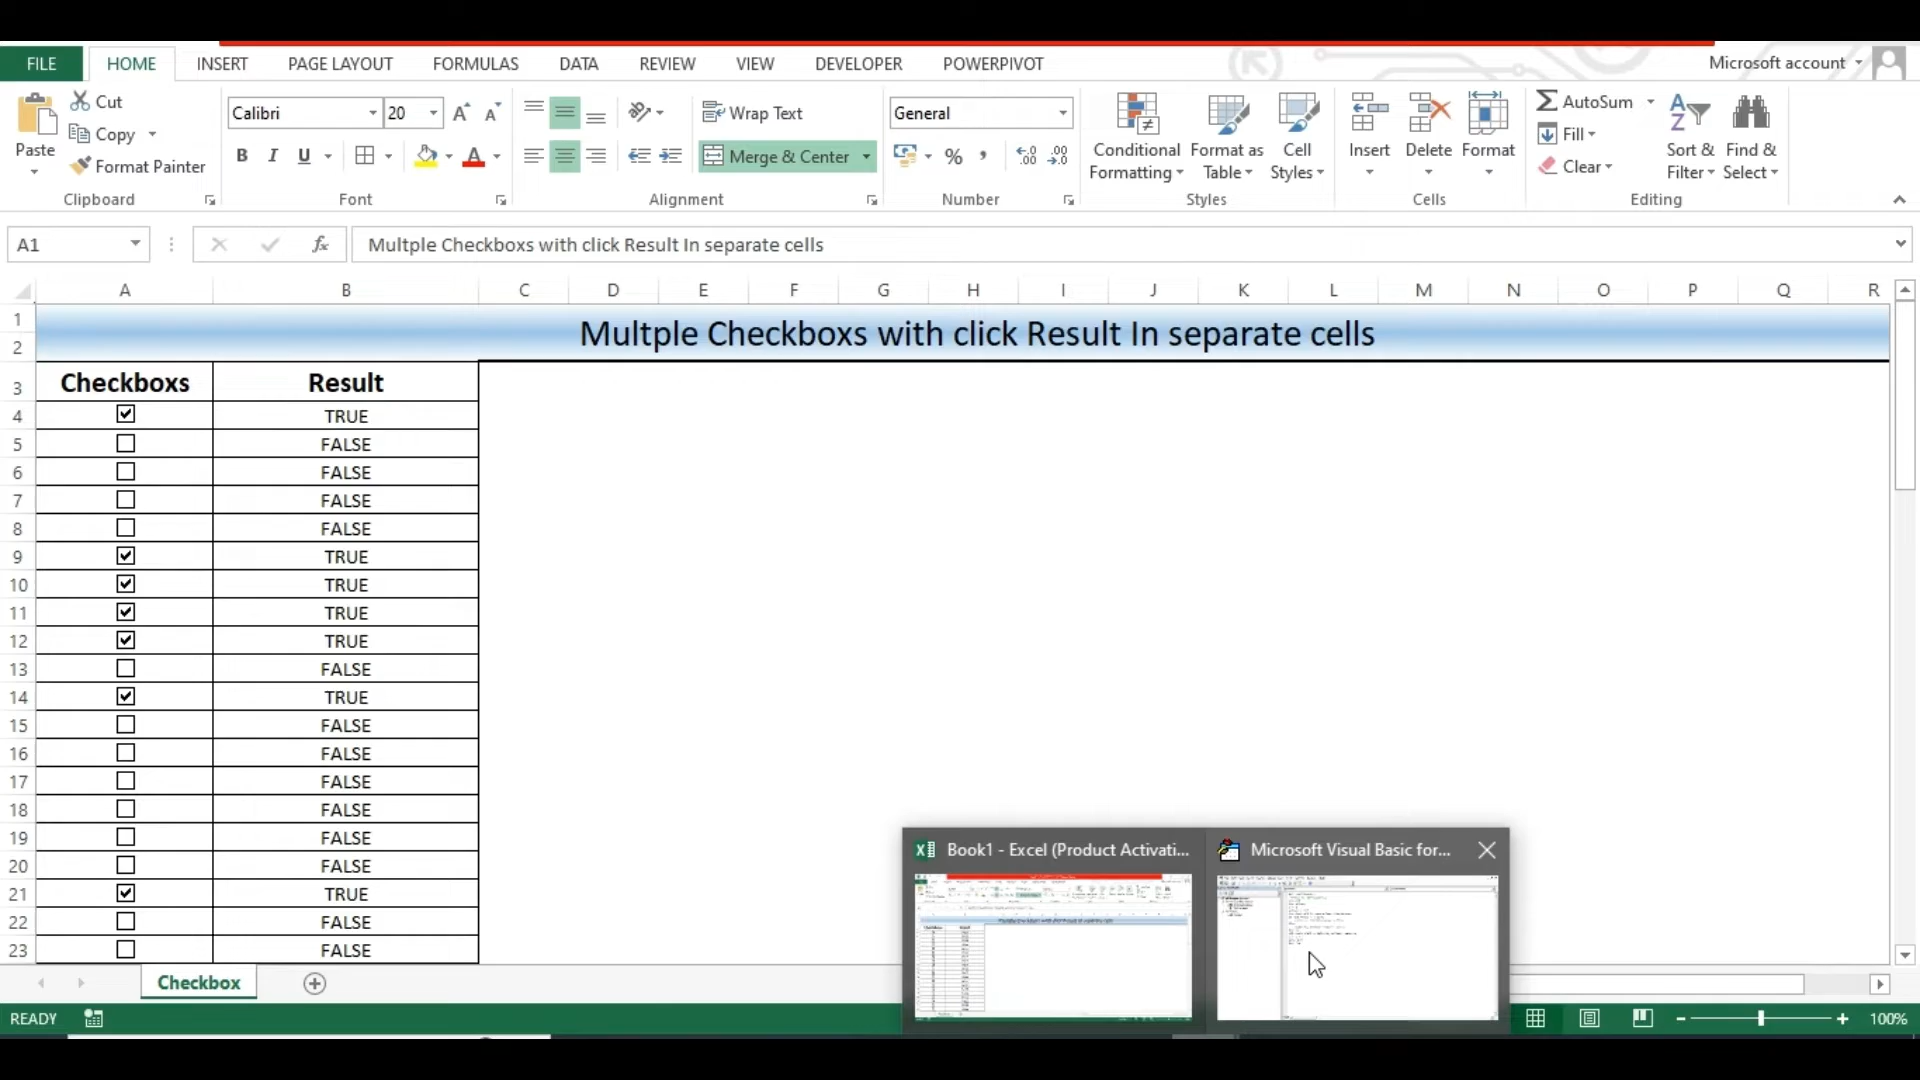 FILE HOME INSERT PAGE LAYOUT FORMULAS DATA REVIEW VIEW DEVELOPER POWERPIVOT Microsoft account
Cut
Copy
Format Painter
Paste
Clipboard
Calibri 20
B I U
Font
Wrap Text
Merge & Center
Alignment
General
%
Number
Conditional Formatting
Format as Table
Cell Styles
Styles
Insert
Delete
Format
Cells
AutoSum
Fill
Clear
Sort & Filter
Find & Select
Editing
A1 fx Multple Checkboxs with click Result In separate cells
A B C D E F G H I J K L M N O P Q R
1
2 Multple Checkboxs with click Result In separate cells
3 Checkboxs Result
4 TRUE
5 FALSE
6 FALSE
7 FALSE
8 FALSE
9 TRUE
10 TRUE
11 TRUE
12 TRUE
13 FALSE
14 TRUE
15 FALSE
16 FALSE
17 FALSE
18 FALSE
19 FALSE
20 FALSE
21 TRUE
22 FALSE
23 FALSE
Book1 - Excel (Product Activati...
Microsoft Visual Basic for...
Checkbox
READY 100%